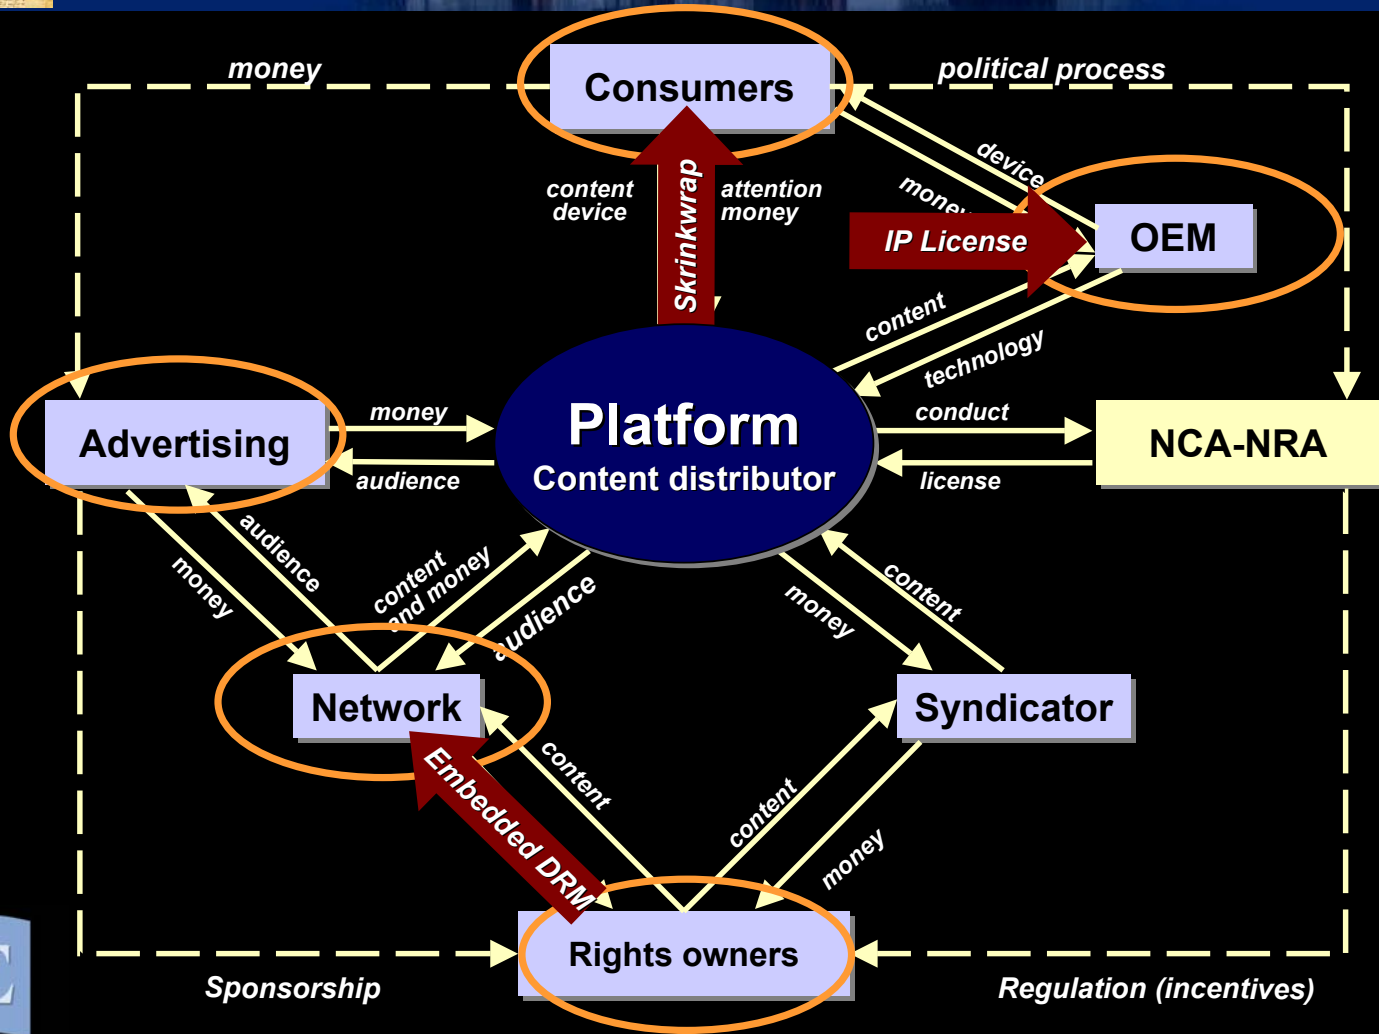 money
Consumers
political process
content
device
Skrinkwrap
attention
money
device
money
IP License
OEM
content
technology
Advertising
money
audience
Platform
Content distributor
conduct
license
NCA-NRA
audience
money
content
and money
audience
money
content
Network
Syndicator
Embedded DRM
content
content
money
Rights owners
Sponsorship
Regulation (incentives)
E